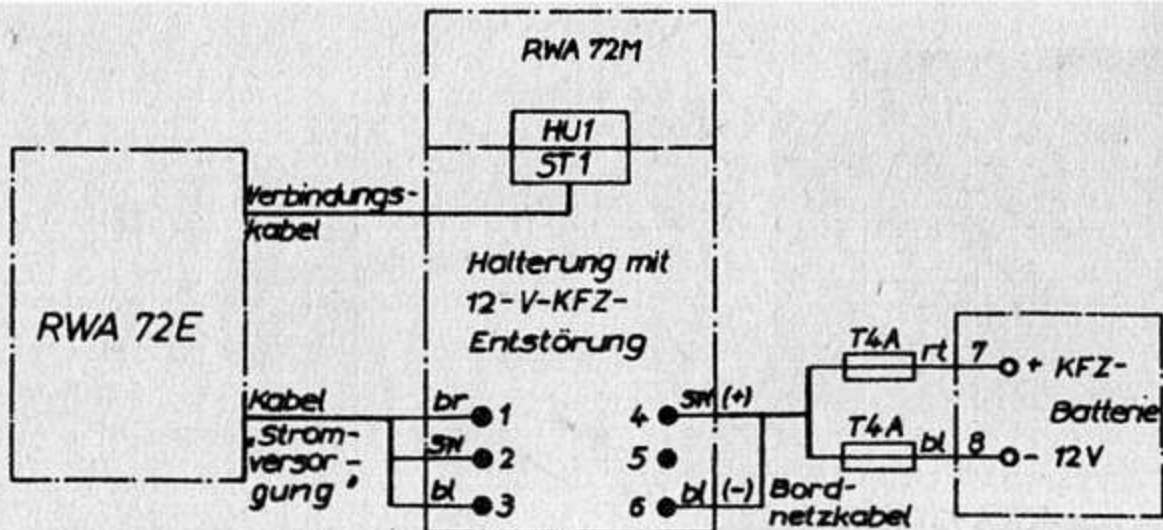 RWA 72M
HU1
ST 1
Verbindungs-
kabel
Halterung mit
12-V-KFZ-
Entstörung
RWA 72E
Kabel
"Strom-
versor-
gung"
br 1
sw 2
bl 3
4 sw (+)
5
6 bl (-)
Bord-
netzkabel
T4A rt 7
T4A bl 8
+ KFZ-
Batterie
- 12V